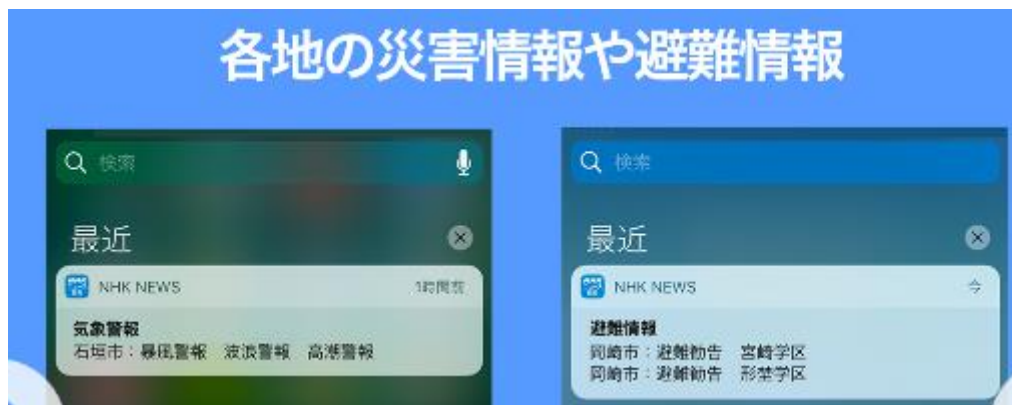 各地の災害情報や避難情報
検索
最近
NHK NEWS 1時間前
気象警報
石垣市：暴風警報 波浪警報 高潮警報
検索
最近
NHK NEWS 今
避難情報
岡崎市：避難勧告 宮崎学区
岡崎市：避難勧告 形埜学区